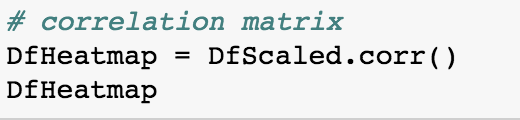 # correlation matrix
DfHeatmap = DfScaled.corr()
DfHeatmap